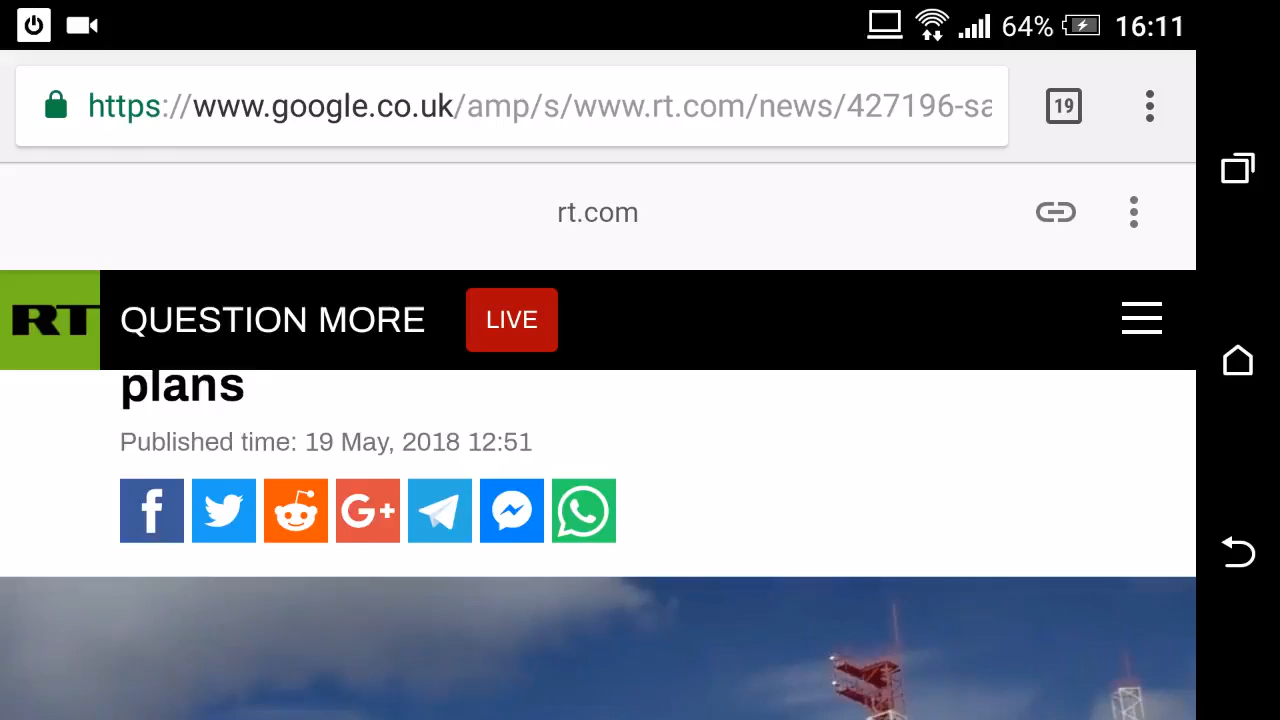 64% 16:11
https://www.google.co.uk/amp/s/www.rt.com/news/427196-sa
19
rt.com
RT QUESTION MORE LIVE
plans
Published time: 19 May, 2018 12:51
f G+